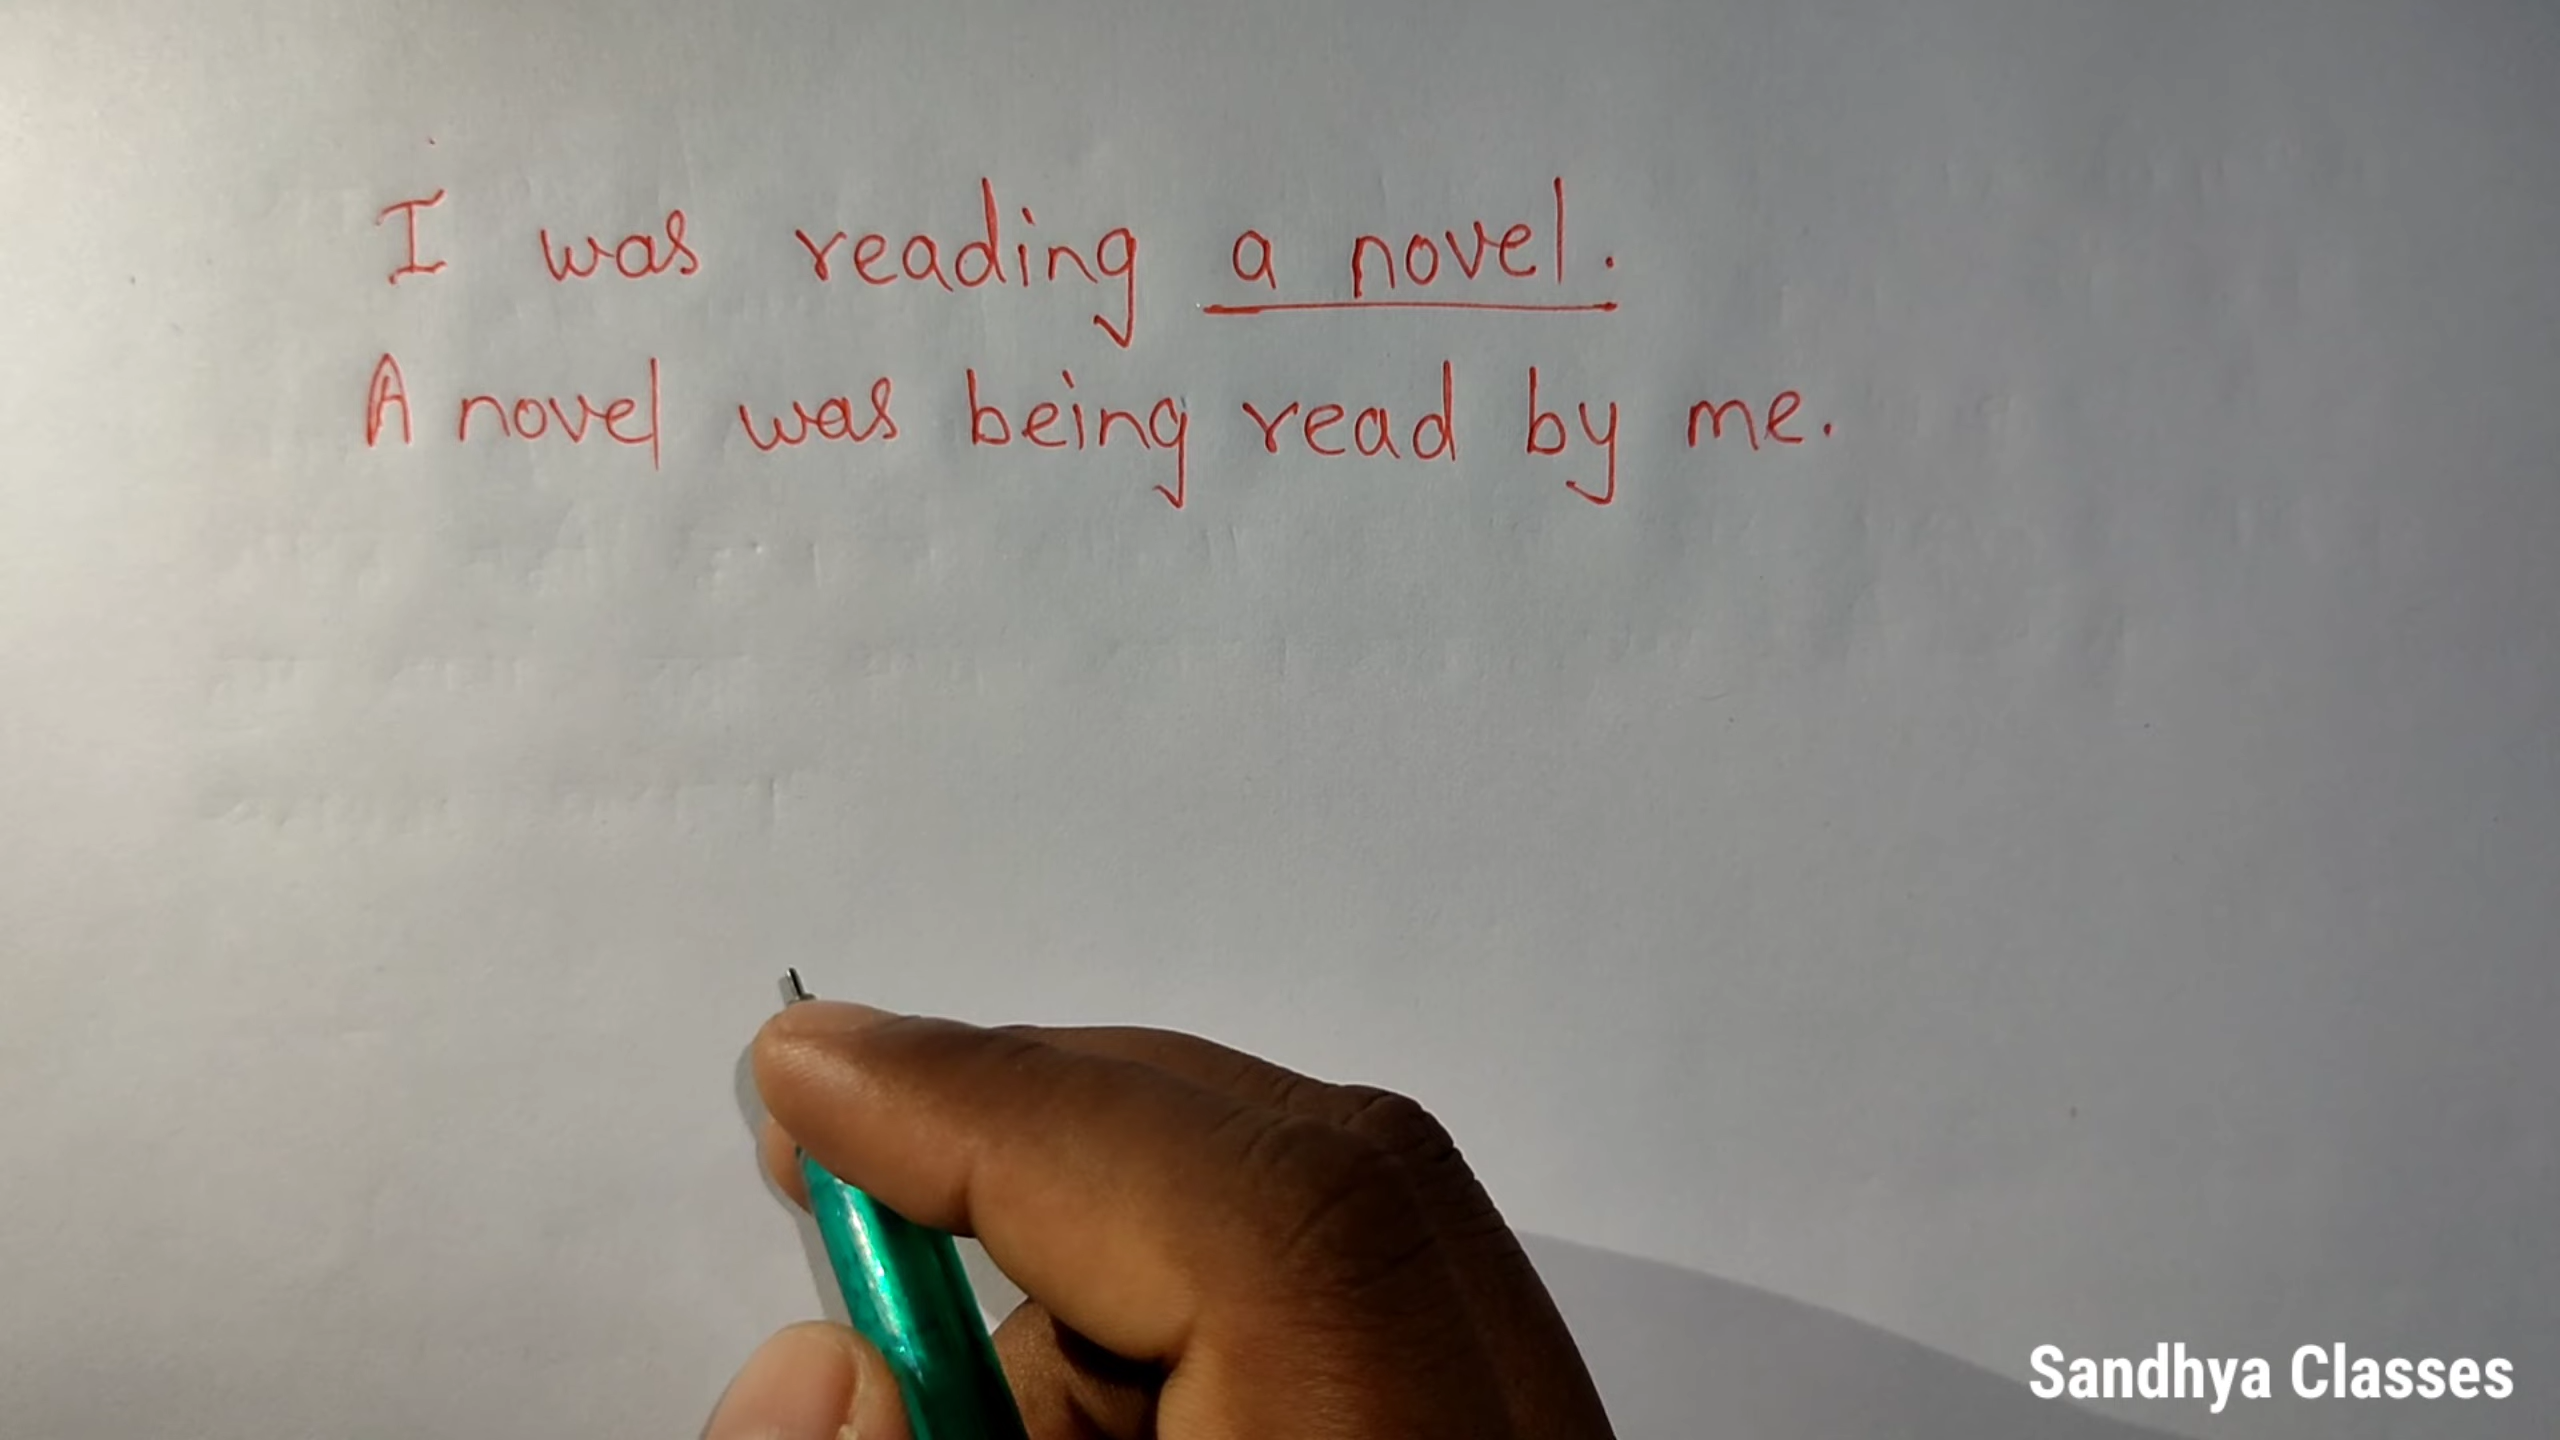 I was reading a novel.
A novel was being read by me.
Sandhya Classes